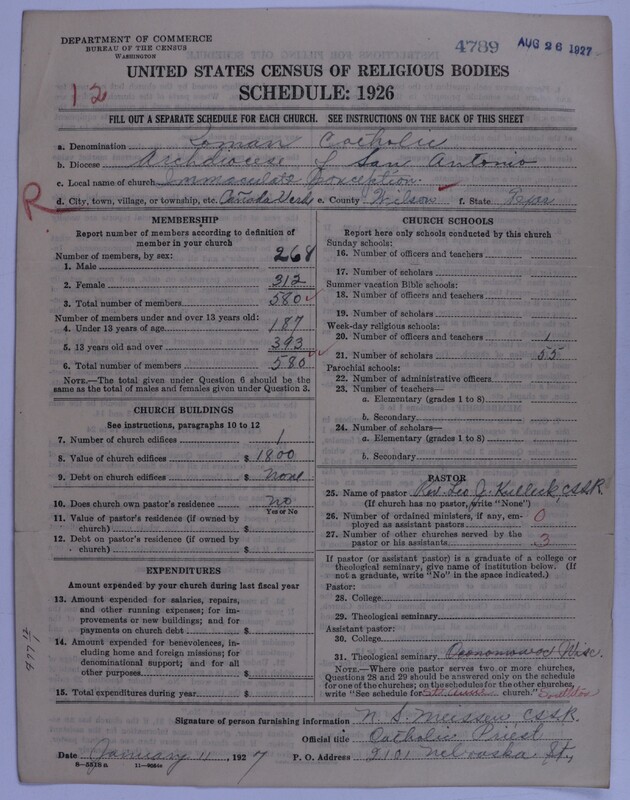 DEPARTMENT OF COMMERCE
BUREAU OF THE CENSUS
WASHINGTON
4789
AUG 26 1927
UNITED STATES CENSUS OF RELIGIOUS BODIES
SCHEDULE: 1926
12
FILL OUT A SEPARATE SCHEDULE FOR EACH CHURCH. SEE INSTRUCTIONS ON THE BACK OF THIS SHEET
a. Denomination Roman Catholic
b. Diocese Archdiocese of San Antonio
c. Local name of church Immaculate Conception
R
d. City, town, village, or township, etc. Cañada Verde e. County Wilson f. State Texas
MEMBERSHIP
Report number of members according to definition of member in your church
Number of members, by sex:
1. Male 268
2. Female 312
3. Total number of members 580
Number of members under and over 13 years old:
4. Under 13 years of age 187
5. 13 years old and over 393
6. Total number of members 580
NOTE.—The total given under Question 6 should be the same as the total of males and females given under Question 3.
CHURCH BUILDINGS
See instructions, paragraphs 10 to 12
7. Number of church edifices 1
8. Value of church edifices $ 1800
9. Debt on church edifices $ None
10. Does church own pastor's residence No
Yes or No
11. Value of pastor's residence (if owned by church) $
12. Debt on pastor's residence (if owned by church) $
EXPENDITURES
Amount expended by your church during last fiscal year
13. Amount expended for salaries, repairs, and other running expenses; for improvements or new buildings; and for payments on church debt $
14. Amount expended for benevolences, including home and foreign missions; for denominational support; and for all other purposes $
15. Total expenditures during year $
CHURCH SCHOOLS
Report here only schools conducted by this church
Sunday schools:
16. Number of officers and teachers
17. Number of scholars
Summer vacation Bible schools:
18. Number of officers and teachers
19. Number of scholars
Week-day religious schools:
20. Number of officers and teachers 1
21. Number of scholars 55
Parochial schools:
22. Number of administrative officers
23. Number of teachers—
a. Elementary (grades 1 to 8)
b. Secondary
24. Number of scholars—
a. Elementary (grades 1 to 8)
b. Secondary
PASTOR
25. Name of pastor Rev. Leo J. C.SS.R.
(If church has no pastor, write "None")
26. Number of ordained ministers, if any, employed as assistant pastors 0
27. Number of other churches served by the pastor or his assistants 3
If pastor (or assistant pastor) is a graduate of a college or theological seminary, give name of institution below. (If not a graduate, write "No" in the space indicated.)
Pastor:
28. College
29. Theological seminary
Assistant pastor:
30. College
31. Theological seminary Oconomowoc Wisc.
NOTE.—Where one pastor serves two or more churches, Questions 28 and 29 should be answered only on the schedule for one of the churches; on the schedules for the other churches, write "See schedule for church."
Signature of person furnishing information C.SS.R.
Official title Catholic Priest
Date January 11, 1927 P. O. Address 2101 Nebraska St.
8-5518a 11-9564c